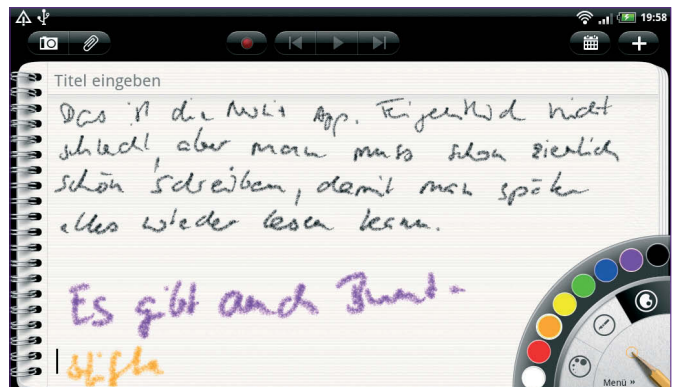 19:58
Titel eingeben
Das ist die Notiz App. Eigentlich nicht
schlecht, aber man muss schon ziemlich
schön schreiben, damit man später
alles wieder lesen kann.
Es gibt auch Bunt-
stifte
Menü »